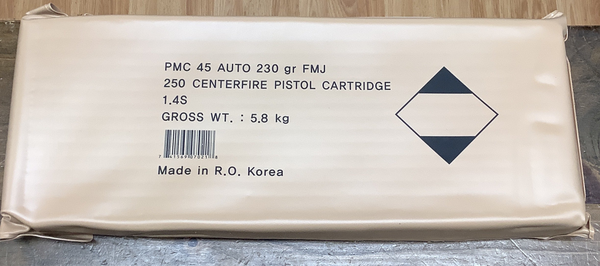 PMC 45 AUTO 230 gr FMJ
250 CENTERFIRE PISTOL CARTRIDGE
1.4S
GROSS WT. : 5.8 kg
Made in R.O. Korea